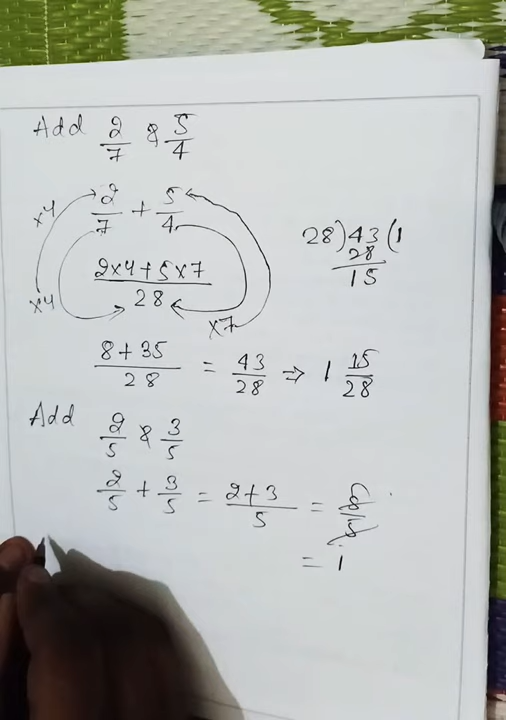 Add 2/7 & 5/4
×4 2/7 + 5/4
28)43(1
28
15
×4 2×4+5×7/28
×7
8+35/28 = 43/28 ⇒ 1 15/28
Add 2/5 & 3/5
2/5 + 3/5 = 2+3/5 = 5/5
= 1